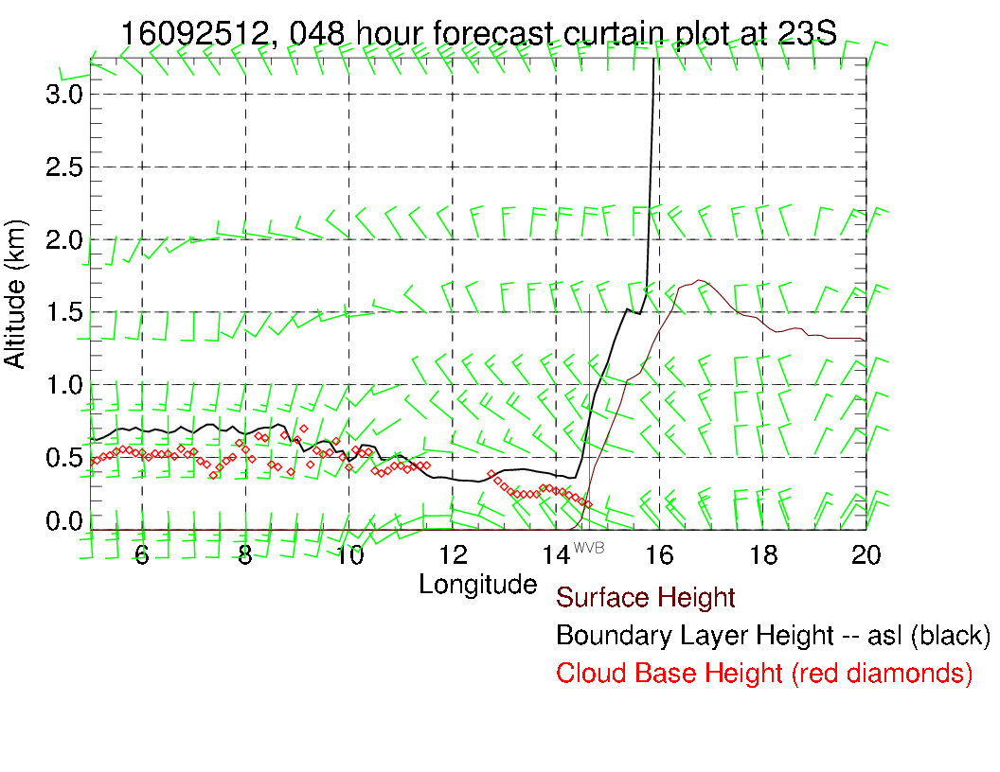 16092512, 048 hour forecast curtain plot at 23S
3.0
2.5
2.0
1.5
1.0
0.5
0.0
Altitude (km)
6 8 10 12 14 16 18 20
WVB
Longitude
Surface Height
Boundary Layer Height -- asl (black)
Cloud Base Height (red diamonds)